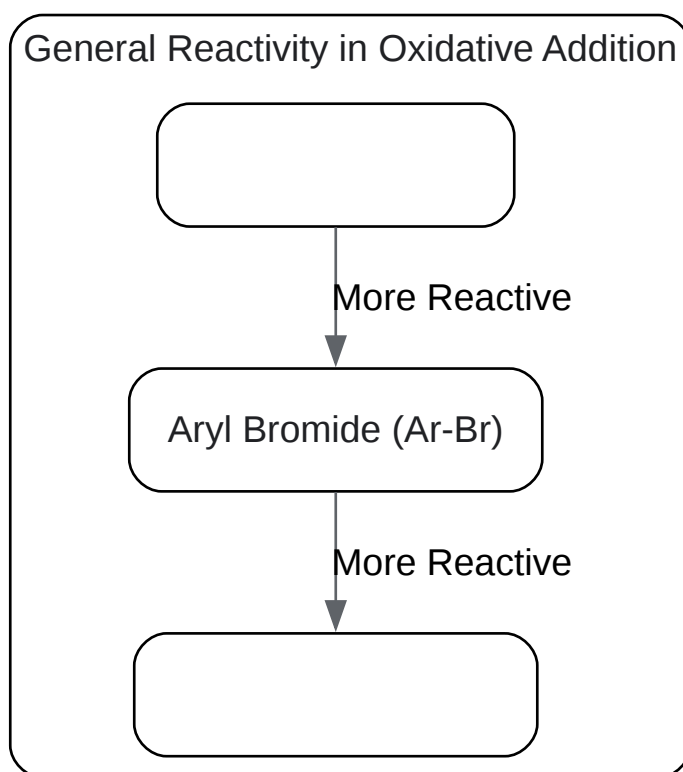 General Reactivity in Oxidative Addition
More Reactive
Aryl Bromide (Ar-Br)
More Reactive